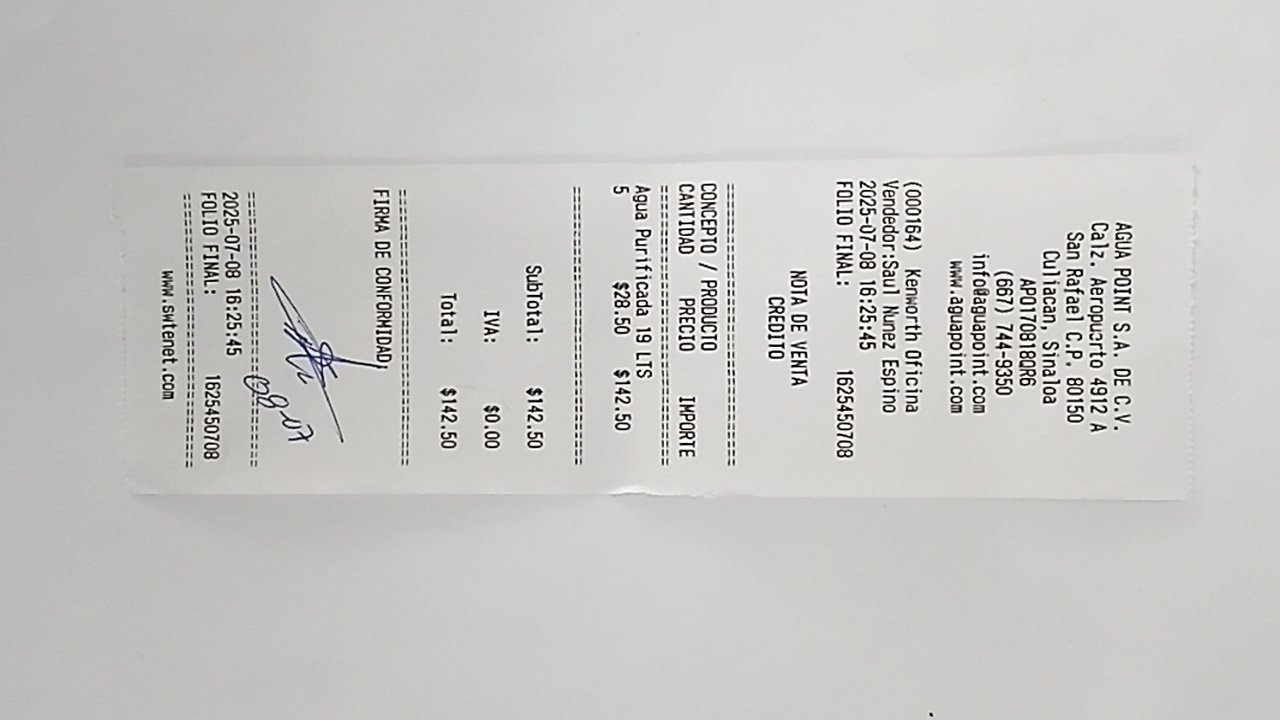 AGUA POINT S.A. DE C.V.
Calz. Aeropuerto 4912 A
San Rafael C.P. 80150
Culiacan, Sinaloa
APO170818QR6
(667) 744-9350
info@aguapoint.com
www.aguapoint.com
(000164) Kenworth Oficina
Vendedor:Saul Nunez Espino
2025-07-08 16:25:45
FOLIO FINAL: 1625450708
NOTA DE VENTA
CREDITO
================================
CONCEPTO / PRODUCTO
CANTIDAD PRECIO IMPORTE
================================
Agua Purificada 19 LTS
5 $28.50 $142.50
================================
SubTotal: $142.50
IVA: $0.00
Total: $142.50
================================
FIRMA DE CONFORMIDAD;
08 07
================================
2025-07-08 16:25:45
FOLIO FINAL: 1625450708
================================
www.swtenet.com